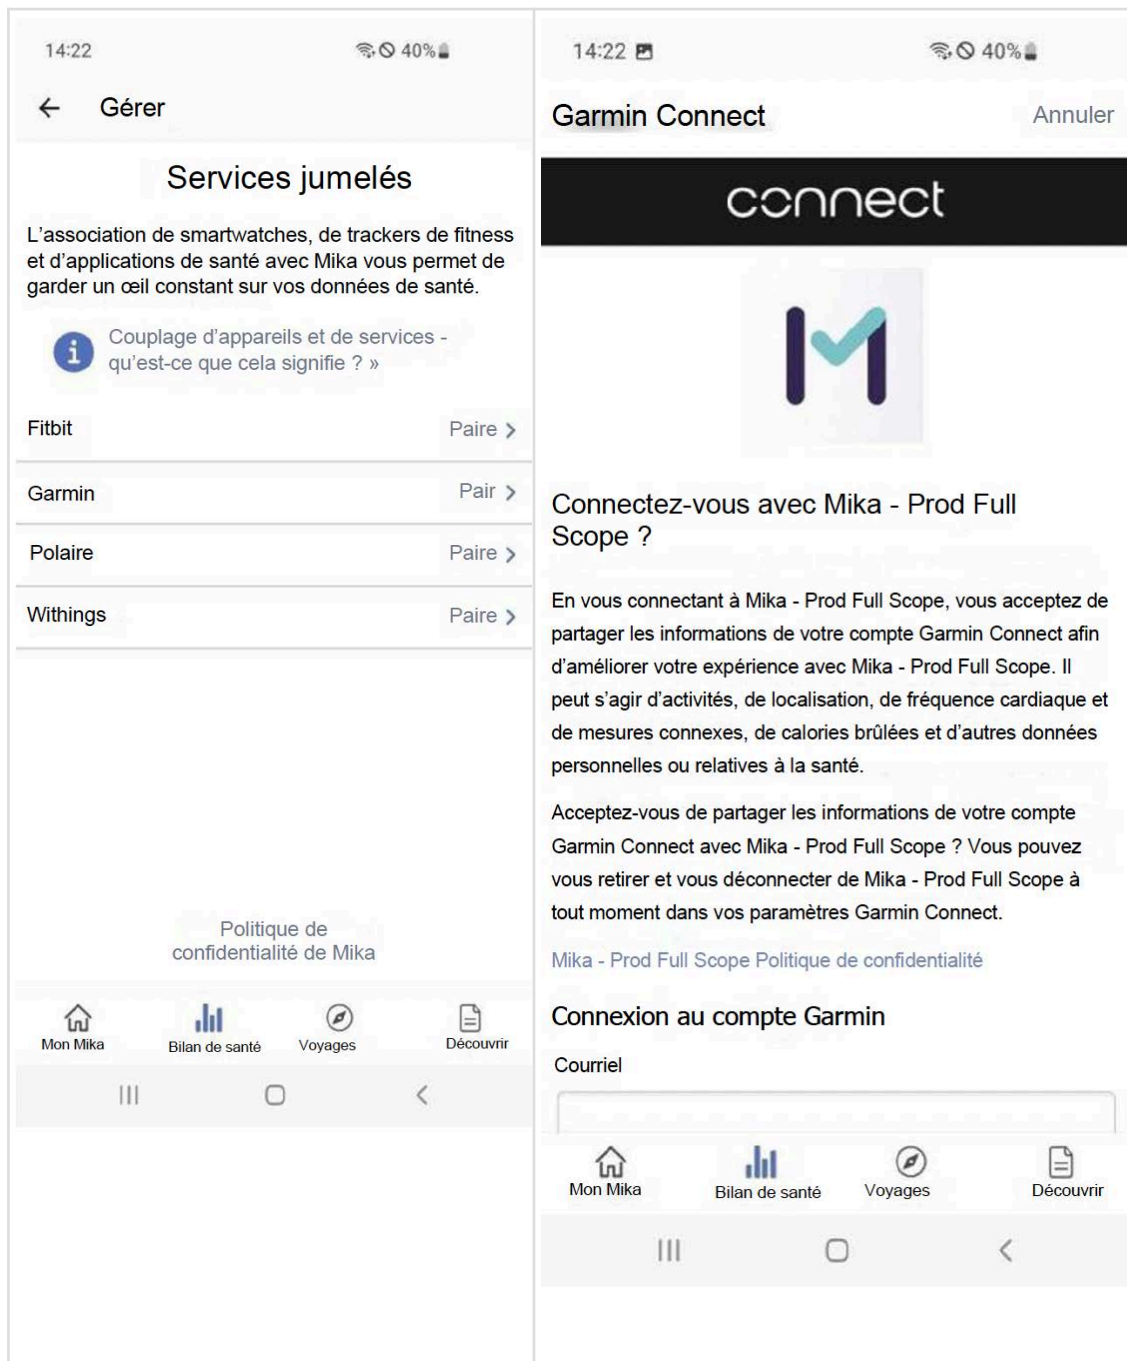 14:22
40%
Gérer
Services jumelés
L'association de smartwatches, de trackers de fitness
et d'applications de santé avec Mika vous permet de
garder un œil constant sur vos données de santé.
Couplage d'appareils et de services -
qu'est-ce que cela signifie ? »
Fitbit Paire
Garmin Pair
Polaire Paire
Withings Paire
Politique de
confidentialité de Mika
Mon Mika Bilan de santé Voyages Découvrir
14:22
40%
Garmin Connect Annuler
connect
Connectez-vous avec Mika - Prod Full
Scope ?
En vous connectant à Mika - Prod Full Scope, vous acceptez de
partager les informations de votre compte Garmin Connect afin
d'améliorer votre expérience avec Mika - Prod Full Scope. Il
peut s'agir d'activités, de localisation, de fréquence cardiaque et
de mesures connexes, de calories brûlées et d'autres données
personnelles ou relatives à la santé.
Acceptez-vous de partager les informations de votre compte
Garmin Connect avec Mika - Prod Full Scope ? Vous pouvez
vous retirer et vous déconnecter de Mika - Prod Full Scope à
tout moment dans vos paramètres Garmin Connect.
Mika - Prod Full Scope Politique de confidentialité
Connexion au compte Garmin
Courriel
Mon Mika Bilan de santé Voyages Découvrir